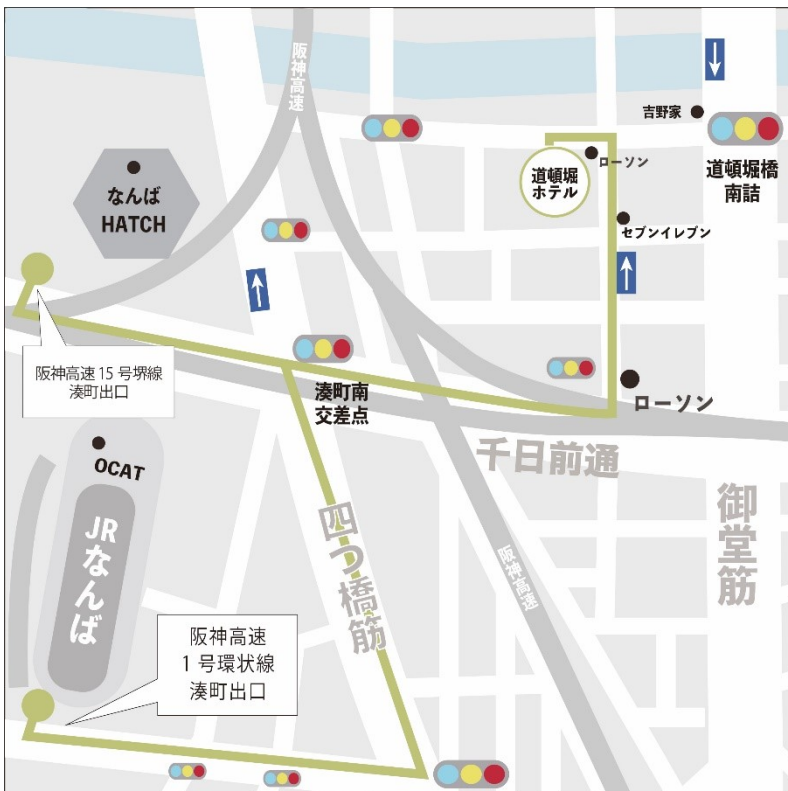 阪神高速
吉野家
道頓堀橋
南詰
なんば
HATCH
道頓堀
ホテル
ローソン
セブンイレブン
阪神高速15号堺線
湊町出口
湊町南
交差点
ローソン
千日前通
OCAT
JRなんば
四つ橋筋
御堂筋
阪神高速
阪神高速
1号環状線
湊町出口